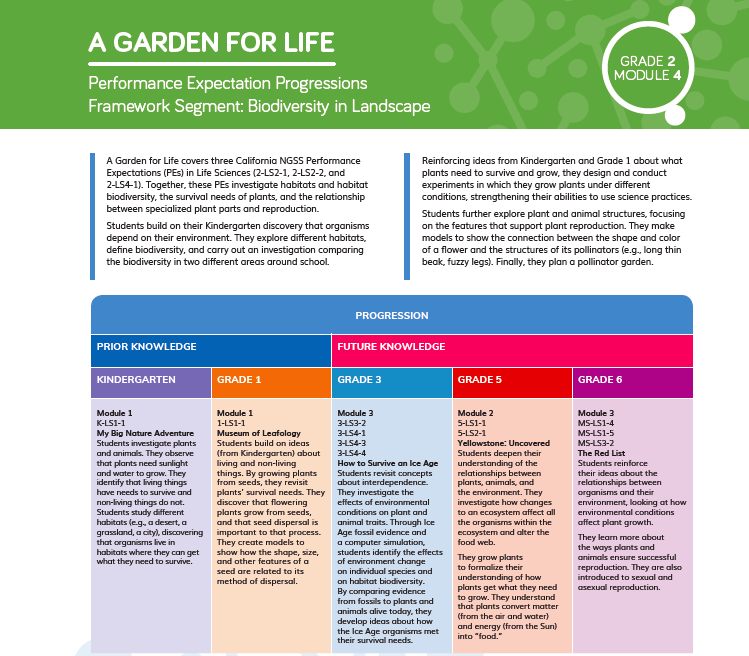 A GARDEN FOR LIFE
Performance Expectation Progressions
Framework Segment: Biodiversity in Landscape
GRADE 2
MODULE 4
A Garden for Life covers three California NGSS Performance
Expectations (PEs) in Life Sciences (2-LS2-1, 2-LS2-2, and
2-LS4-1). Together, these PEs investigate habitats and habitat
biodiversity, the survival needs of plants, and the relationship
between specialized plant parts and reproduction.
Students build on their Kindergarten discovery that organisms
depend on their environment. They explore different habitats,
define biodiversity, and carry out an investigation comparing
the biodiversity in two different areas around school.
Reinforcing ideas from Kindergarten and Grade 1 about what
plants need to survive and grow, they design and conduct
experiments in which they grow plants under different
conditions, strengthening their abilities to use science practices.
Students further explore plant and animal structures, focusing
on the features that support plant reproduction. They make
models to show the connection between the shape and color
of a flower and the structures of its pollinators (e.g., long thin
beak, fuzzy legs). Finally, they plan a pollinator garden.
PROGRESSION
PRIOR KNOWLEDGE
FUTURE KNOWLEDGE
KINDERGARTEN
GRADE 1
GRADE 3
GRADE 5
GRADE 6
Module 1
K-LS1-1
My Big Nature Adventure
Students investigate plants
and animals. They observe
that plants need sunlight
and water to grow. They
identify that living things
have needs to survive and
non-living things do not.
Students study different
habitats (e.g., a desert, a
grassland, a city), discovering
that organisms live in
habitats where they can get
what they need to survive.
Module 1
1-LS1-1
Museum of Leafology
Students build on ideas
(from Kindergarten) about
living and non-living
things. By growing plants
from seeds, they revisit
plants' survival needs. They
discover that flowering
plants grow from seeds,
and that seed dispersal is
important to that process.
They create models to
show how the shape, size,
and other features of a
seed are related to its
method of dispersal.
Module 3
3-LS3-2
3-LS4-1
3-LS4-3
3-LS4-4
How to Survive an Ice Age
Students revisit concepts
about interdependence.
They investigate the
effects of environmental
conditions on plant and
animal traits. Through Ice
Age fossil evidence and
a computer simulation,
students identify the effects
of environment change
on individual species and
on habitat biodiversity.
By comparing evidence
from fossils to plants and
animals alive today, they
develop ideas about how
the Ice Age organisms met
their survival needs.
Module 2
5-LS1-1
5-LS2-1
Yellowstone: Uncovered
Students deepen their
understanding of the
relationships between
plants, animals, and
the environment. They
investigate how changes
to an ecosystem affect all
the organisms within the
ecosystem and alter the
food web.
They grow plants
to formalize their
understanding of how
plants get what they need
to grow. They understand
that plants convert matter
(from the air and water)
and energy (from the Sun)
into "food."
Module 3
MS-LS1-4
MS-LS1-5
MS-LS3-2
The Red List
Students reinforce
their ideas about the
relationships between
organisms and their
environment, looking at how
environmental conditions
affect plant growth.
They learn more about
the ways plants and
animals ensure successful
reproduction. They are also
introduced to sexual and
asexual reproduction.